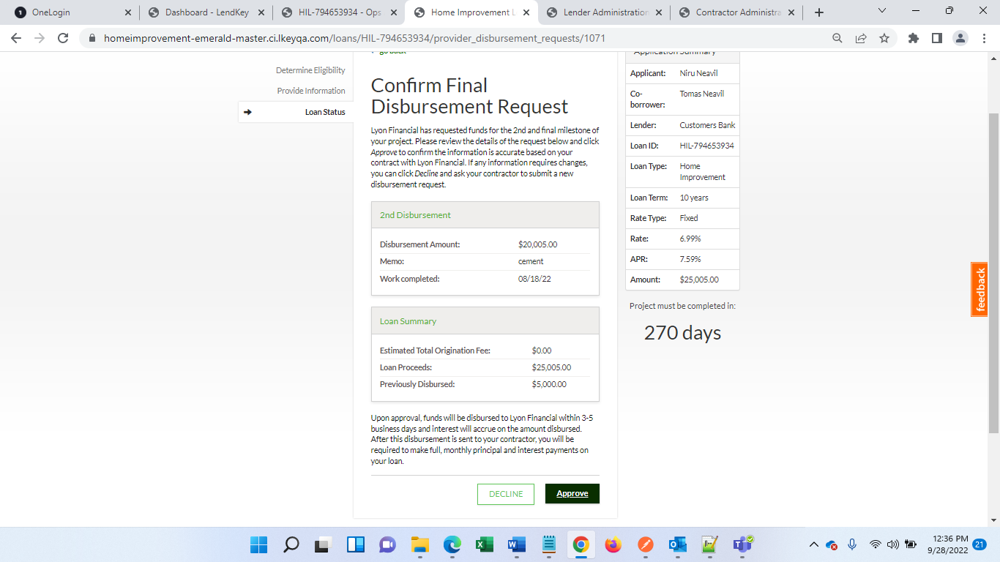 OneLogin
Dashboard - LendKey
HIL-794653934 - Ops
Home Improvement L
Lender Administration
Contractor Administra
homeimprovement-emerald-master.ci.lkeyqa.com/loans/HIL-794653934/provider_disbursement_requests/1071
go back
Determine Eligibility
Provide Information
Loan Status
Confirm Final
Disbursement Request
Lyon Financial has requested funds for the 2nd and final milestone of
your project. Please review the details of the request below and click
Approve to confirm the information is accurate based on your
contract with Lyon Financial. If any information requires changes,
you can click Decline and ask your contractor to submit a new
disbursement request.
2nd Disbursement
Disbursement Amount: $20,005.00
Memo: cement
Work completed: 08/18/22
Loan Summary
Estimated Total Origination Fee: $0.00
Loan Proceeds: $25,005.00
Previously Disbursed: $5,000.00
Upon approval, funds will be disbursed to Lyon Financial within 3-5
business days and interest will accrue on the amount disbursed.
After this disbursement is sent to your contractor, you will be
required to make full, monthly principal and interest payments on
your loan.
DECLINE Approve
Application Summary
Applicant: Niru Neavil
Co-
borrower: Tomas Neavil
Lender: Customers Bank
Loan ID: HIL-794653934
Loan Type: Home
Improvement
Loan Term: 10 years
Rate Type: Fixed
Rate: 6.99%
APR: 7.59%
Amount: $25,005.00
Project must be completed in:
270 days
feedback
12:36 PM
9/28/2022
21